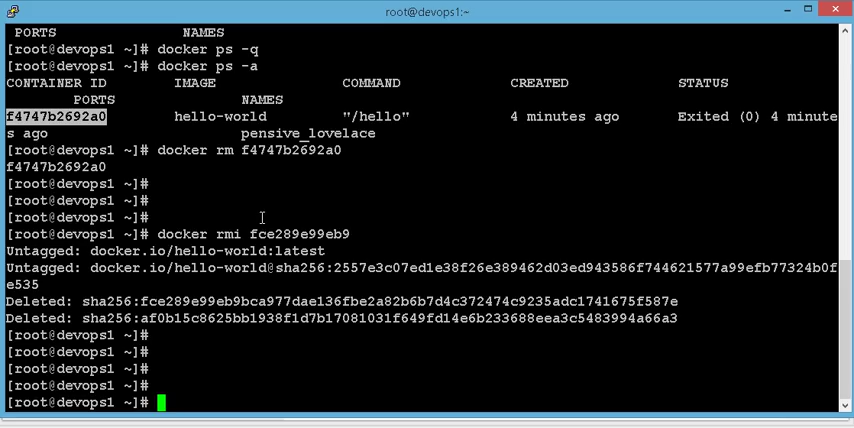 root@devops1:~
PORTS NAMES
[root@devops1 ~]# docker ps -q
[root@devops1 ~]# docker ps -a
CONTAINER ID IMAGE COMMAND CREATED STATUS
PORTS NAMES
f4747b2692a0 hello-world "/hello" 4 minutes ago Exited (0) 4 minute
s ago pensive_lovelace
[root@devops1 ~]# docker rm f4747b2692a0
f4747b2692a0
[root@devops1 ~]#
[root@devops1 ~]#
[root@devops1 ~]#
[root@devops1 ~]# docker rmi fce289e99eb9
Untagged: docker.io/hello-world:latest
Untagged: docker.io/hello-world@sha256:2557e3c07ed1e38f26e389462d03ed943586f744621577a99efb77324b0f
e535
Deleted: sha256:fce289e99eb9bca977dae136fbe2a82b6b7d4c372474c9235adc1741675f587e
Deleted: sha256:af0b15c8625bb1938f1d7b17081031f649fd14e6b233688eea3c5483994a66a3
[root@devops1 ~]#
[root@devops1 ~]#
[root@devops1 ~]#
[root@devops1 ~]#
[root@devops1 ~]#